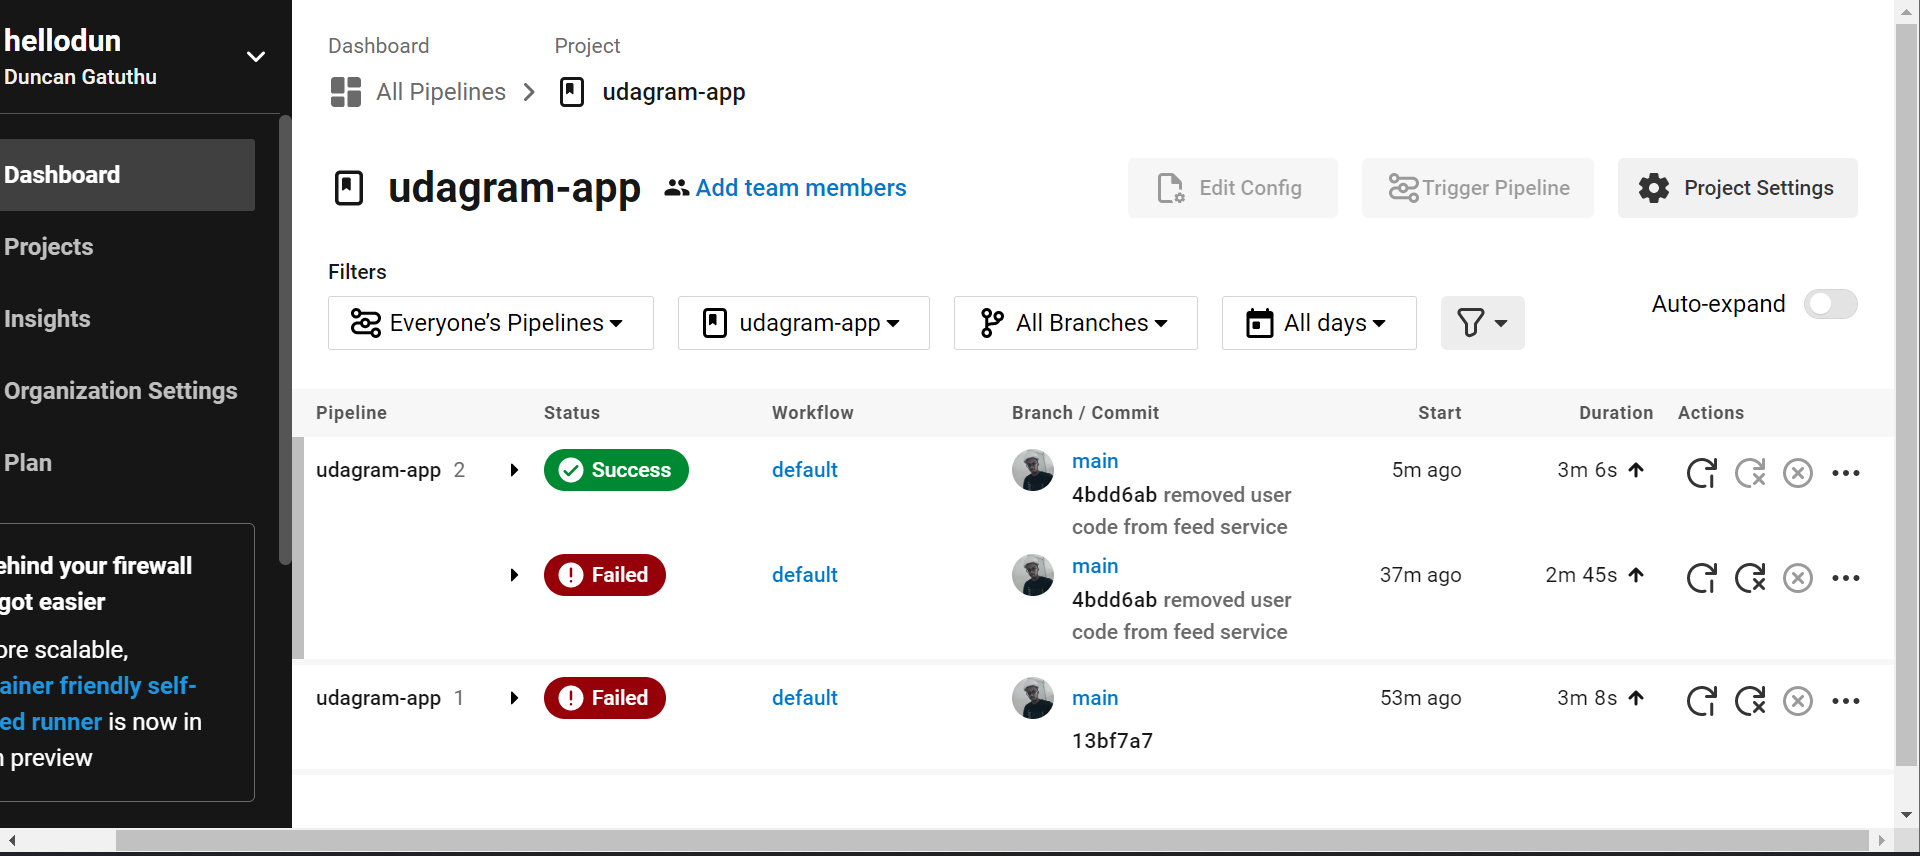 hellodun
Duncan Gatuthu
Dashboard
Projects
Insights
Organization Settings
Plan
ehind your firewall
got easier
ore scalable,
ainer friendly self-
ed runner is now in
preview
Dashboard
Project
All Pipelines
udagram-app
udagram-app
Add team members
Edit Config
Trigger Pipeline
Project Settings
Filters
Everyone’s Pipelines
udagram-app
All Branches
All days
Auto-expand
Pipeline Status Workflow Branch / Commit Start Duration Actions
udagram-app 2 Success default main 5m ago 3m 6s
4bdd6ab removed user
code from feed service
Failed default main 37m ago 2m 45s
4bdd6ab removed user
code from feed service
udagram-app 1 Failed default main 53m ago 3m 8s
13bf7a7